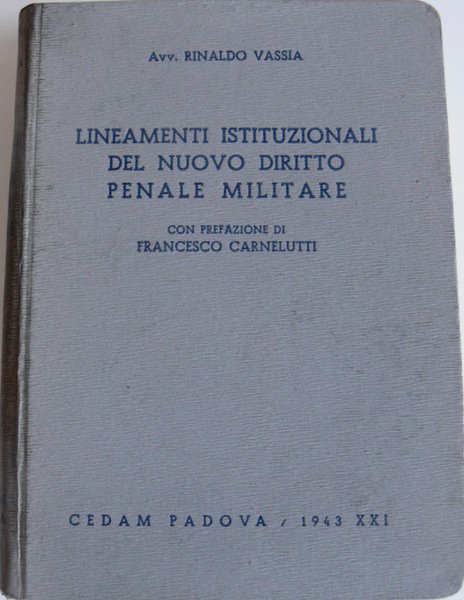 Avv. RINALDO VASSIA
LINEAMENTI ISTITUZIONALI
DEL NUOVO DIRITTO
PENALE MILITARE
CON PREFAZIONE DI
FRANCESCO CARNELUTTI
CEDAM PADOVA / 1943 XXI